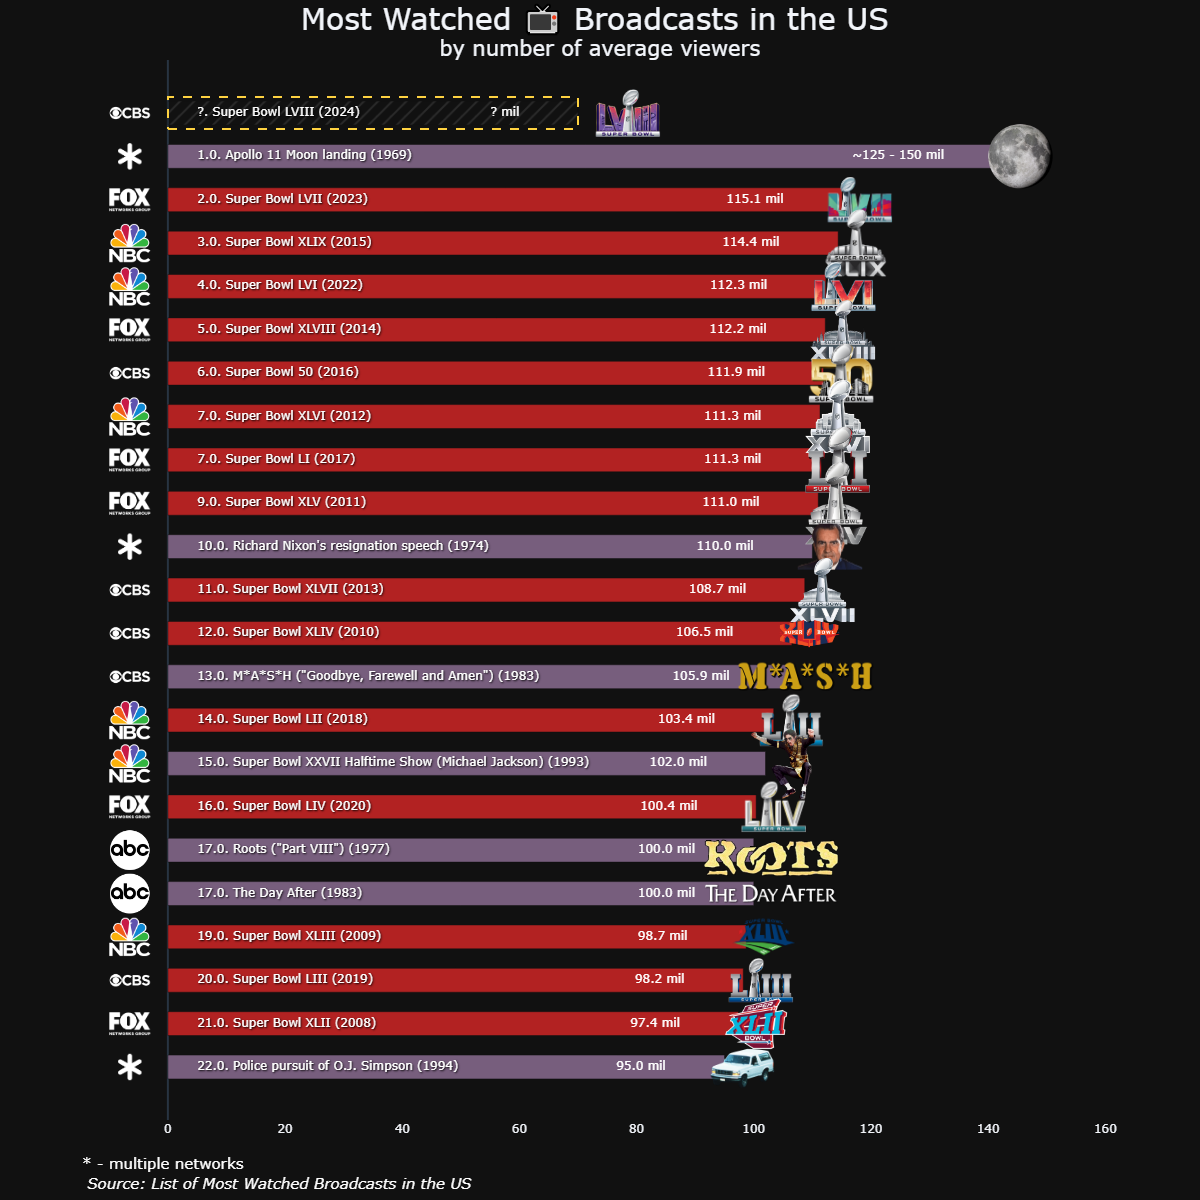 Most Watched Broadcasts in the US
by number of average viewers
CBS ?. Super Bowl LVIII (2024) ? mil LVIII SUPER BOWL
* 1.0. Apollo 11 Moon landing (1969) ~125 - 150 mil
FOX NETWORKS GROUP 2.0. Super Bowl LVII (2023) 115.1 mil LVII SUPER BOWL
NBC 3.0. Super Bowl XLIX (2015) 114.4 mil SUPER BOWL XLIX
NBC 4.0. Super Bowl LVI (2022) 112.3 mil LVI
FOX NETWORKS GROUP 5.0. Super Bowl XLVIII (2014) 112.2 mil SUPER BOWL XLVIII
CBS 6.0. Super Bowl 50 (2016) 111.9 mil 50 SUPER BOWL
NBC 7.0. Super Bowl XLVI (2012) 111.3 mil SUPER BOWL XLVI
FOX NETWORKS GROUP 7.0. Super Bowl LI (2017) 111.3 mil LI SUPER BOWL
FOX NETWORKS GROUP 9.0. Super Bowl XLV (2011) 111.0 mil SUPER BOWL XLV
* 10.0. Richard Nixon's resignation speech (1974) 110.0 mil
CBS 11.0. Super Bowl XLVII (2013) 108.7 mil SUPER BOWL XLVII
CBS 12.0. Super Bowl XLIV (2010) 106.5 mil XLIV SUPER BOWL
CBS 13.0. M*A*S*H ("Goodbye, Farewell and Amen") (1983) 105.9 mil M*A*S*H
NBC 14.0. Super Bowl LII (2018) 103.4 mil LII
NBC 15.0. Super Bowl XXVII Halftime Show (Michael Jackson) (1993) 102.0 mil
FOX NETWORKS GROUP 16.0. Super Bowl LIV (2020) 100.4 mil LIV SUPER BOWL
abc 17.0. Roots ("Part VIII") (1977) 100.0 mil ROOTS
abc 17.0. The Day After (1983) 100.0 mil THE DAY AFTER
NBC 19.0. Super Bowl XLIII (2009) 98.7 mil XLIII
CBS 20.0. Super Bowl LIII (2019) 98.2 mil LIII
FOX NETWORKS GROUP 21.0. Super Bowl XLII (2008) 97.4 mil SUPER XLII BOWL
* 22.0. Police pursuit of O.J. Simpson (1994) 95.0 mil
0 20 40 60 80 100 120 140 160
* - multiple networks
Source: List of Most Watched Broadcasts in the US